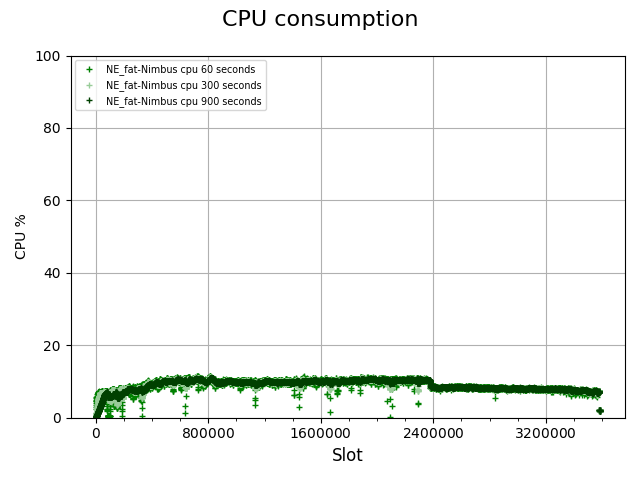 CPU consumption
100
80
60
40
20
0
CPU %
NE_fat-Nimbus cpu 60 seconds
NE_fat-Nimbus cpu 300 seconds
NE_fat-Nimbus cpu 900 seconds
0 800000 1600000 2400000 3200000
Slot